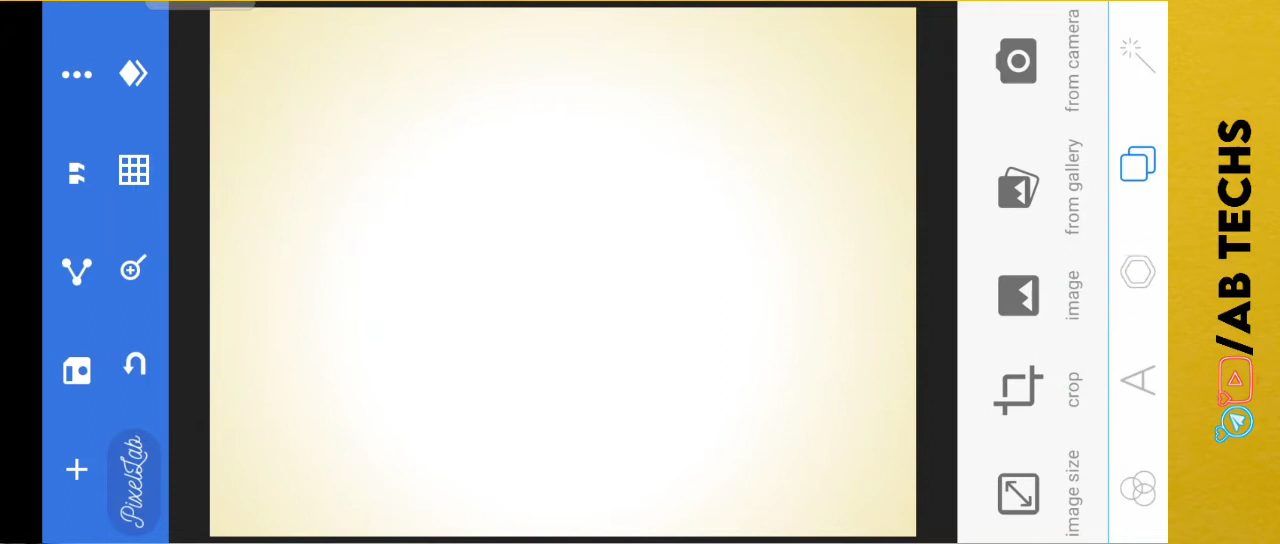 PixelLab
image size
crop
image
from gallery
from camera
/AB TECHS